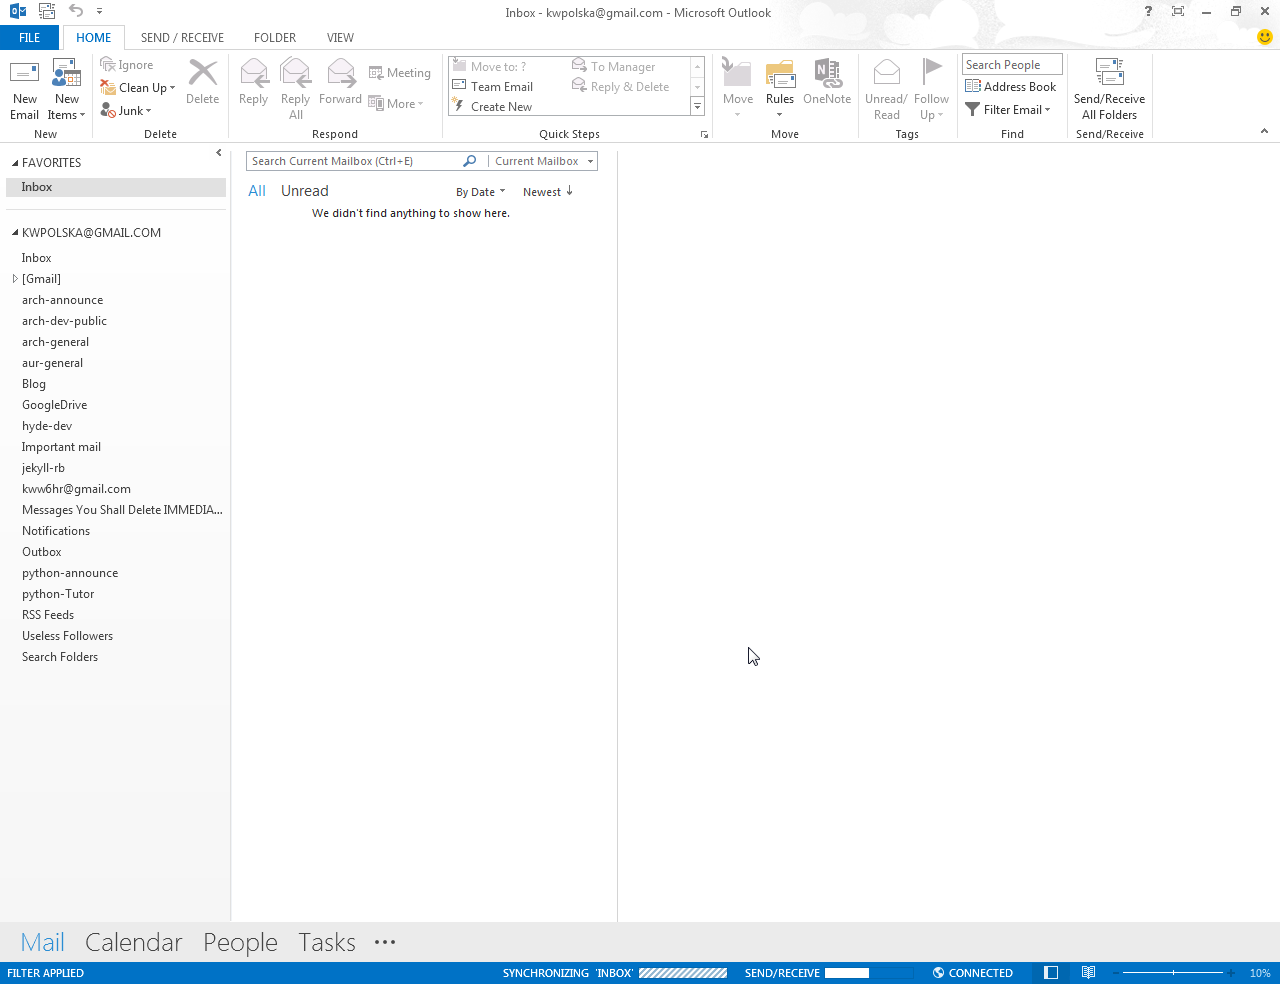 Inbox - kwpolska@gmail.com - Microsoft Outlook
FILE HOME SEND / RECEIVE FOLDER VIEW
New Email
New Items
New
Ignore
Clean Up
Junk
Delete
Delete
Reply
Reply All
Forward
Meeting
More
Respond
Move to: ?
Team Email
Create New
To Manager
Reply & Delete
Quick Steps
Move
Rules
OneNote
Move
Unread/ Read
Follow Up
Tags
Search People
Address Book
Filter Email
Find
Send/Receive All Folders
Send/Receive
FAVORITES
Inbox
KWPOLSKA@GMAIL.COM
Inbox
[Gmail]
arch-announce
arch-dev-public
arch-general
aur-general
Blog
GoogleDrive
hyde-dev
Important mail
jekyll-rb
kww6hr@gmail.com
Messages You Shall Delete IMMEDIA...
Notifications
Outbox
python-announce
python-Tutor
RSS Feeds
Useless Followers
Search Folders
Search Current Mailbox (Ctrl+E) Current Mailbox
All Unread By Date Newest
We didn't find anything to show here.
Mail Calendar People Tasks •••
FILTER APPLIED SYNCHRONIZING 'INBOX' SEND/RECEIVE CONNECTED 10%